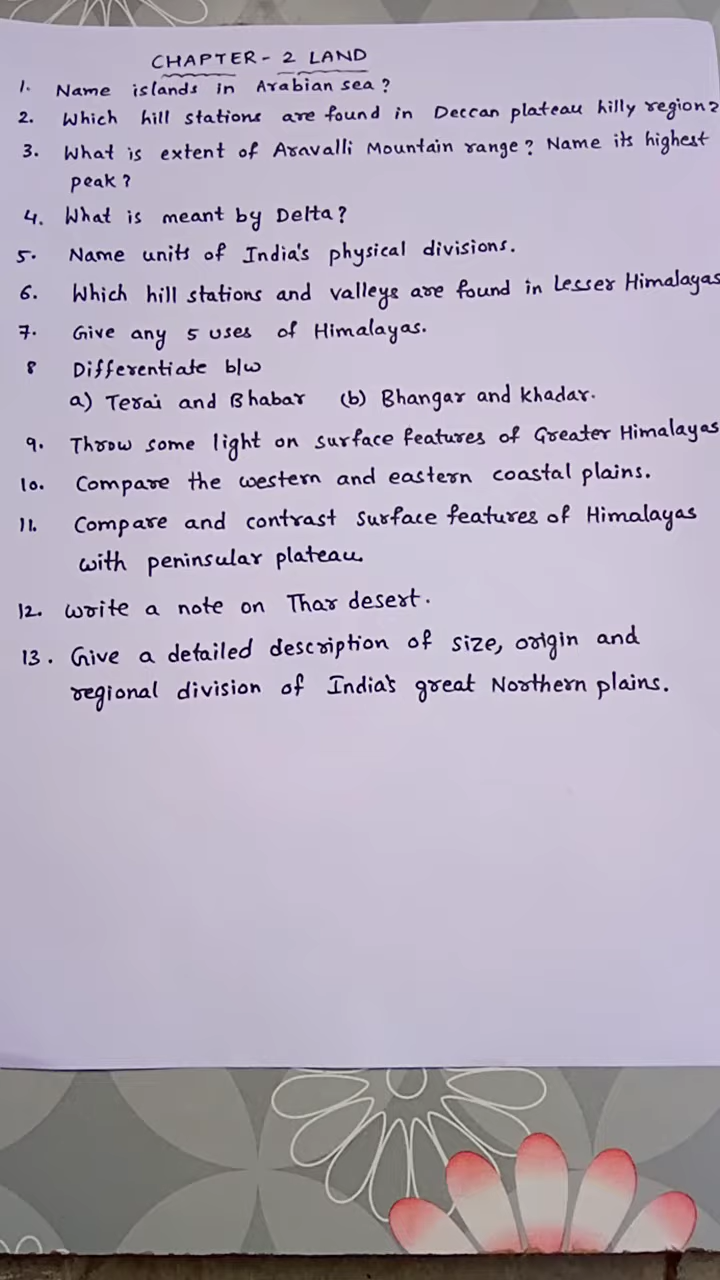 CHAPTER - 2 LAND
1. Name islands in Arabian sea?
2. Which hill stations are found in Deccan plateau hilly region?
3. What is extent of Aravalli Mountain range? Name its highest
peak?
4. What is meant by Delta?
5. Name units of India's physical divisions.
6. Which hill stations and valleys are found in Lesser Himalayas
7. Give any 5 uses of Himalayas.
8 Differentiate b/w
a) Terai and Bhabar (b) Bhangar and khadar.
9. Throw some light on surface features of Greater Himalayas
10. Compare the western and eastern coastal plains.
11. Compare and contrast surface features of Himalayas
with peninsular plateau.
12. Write a note on Thar desert.
13. Give a detailed description of size, origin and
regional division of India's great Northern plains.